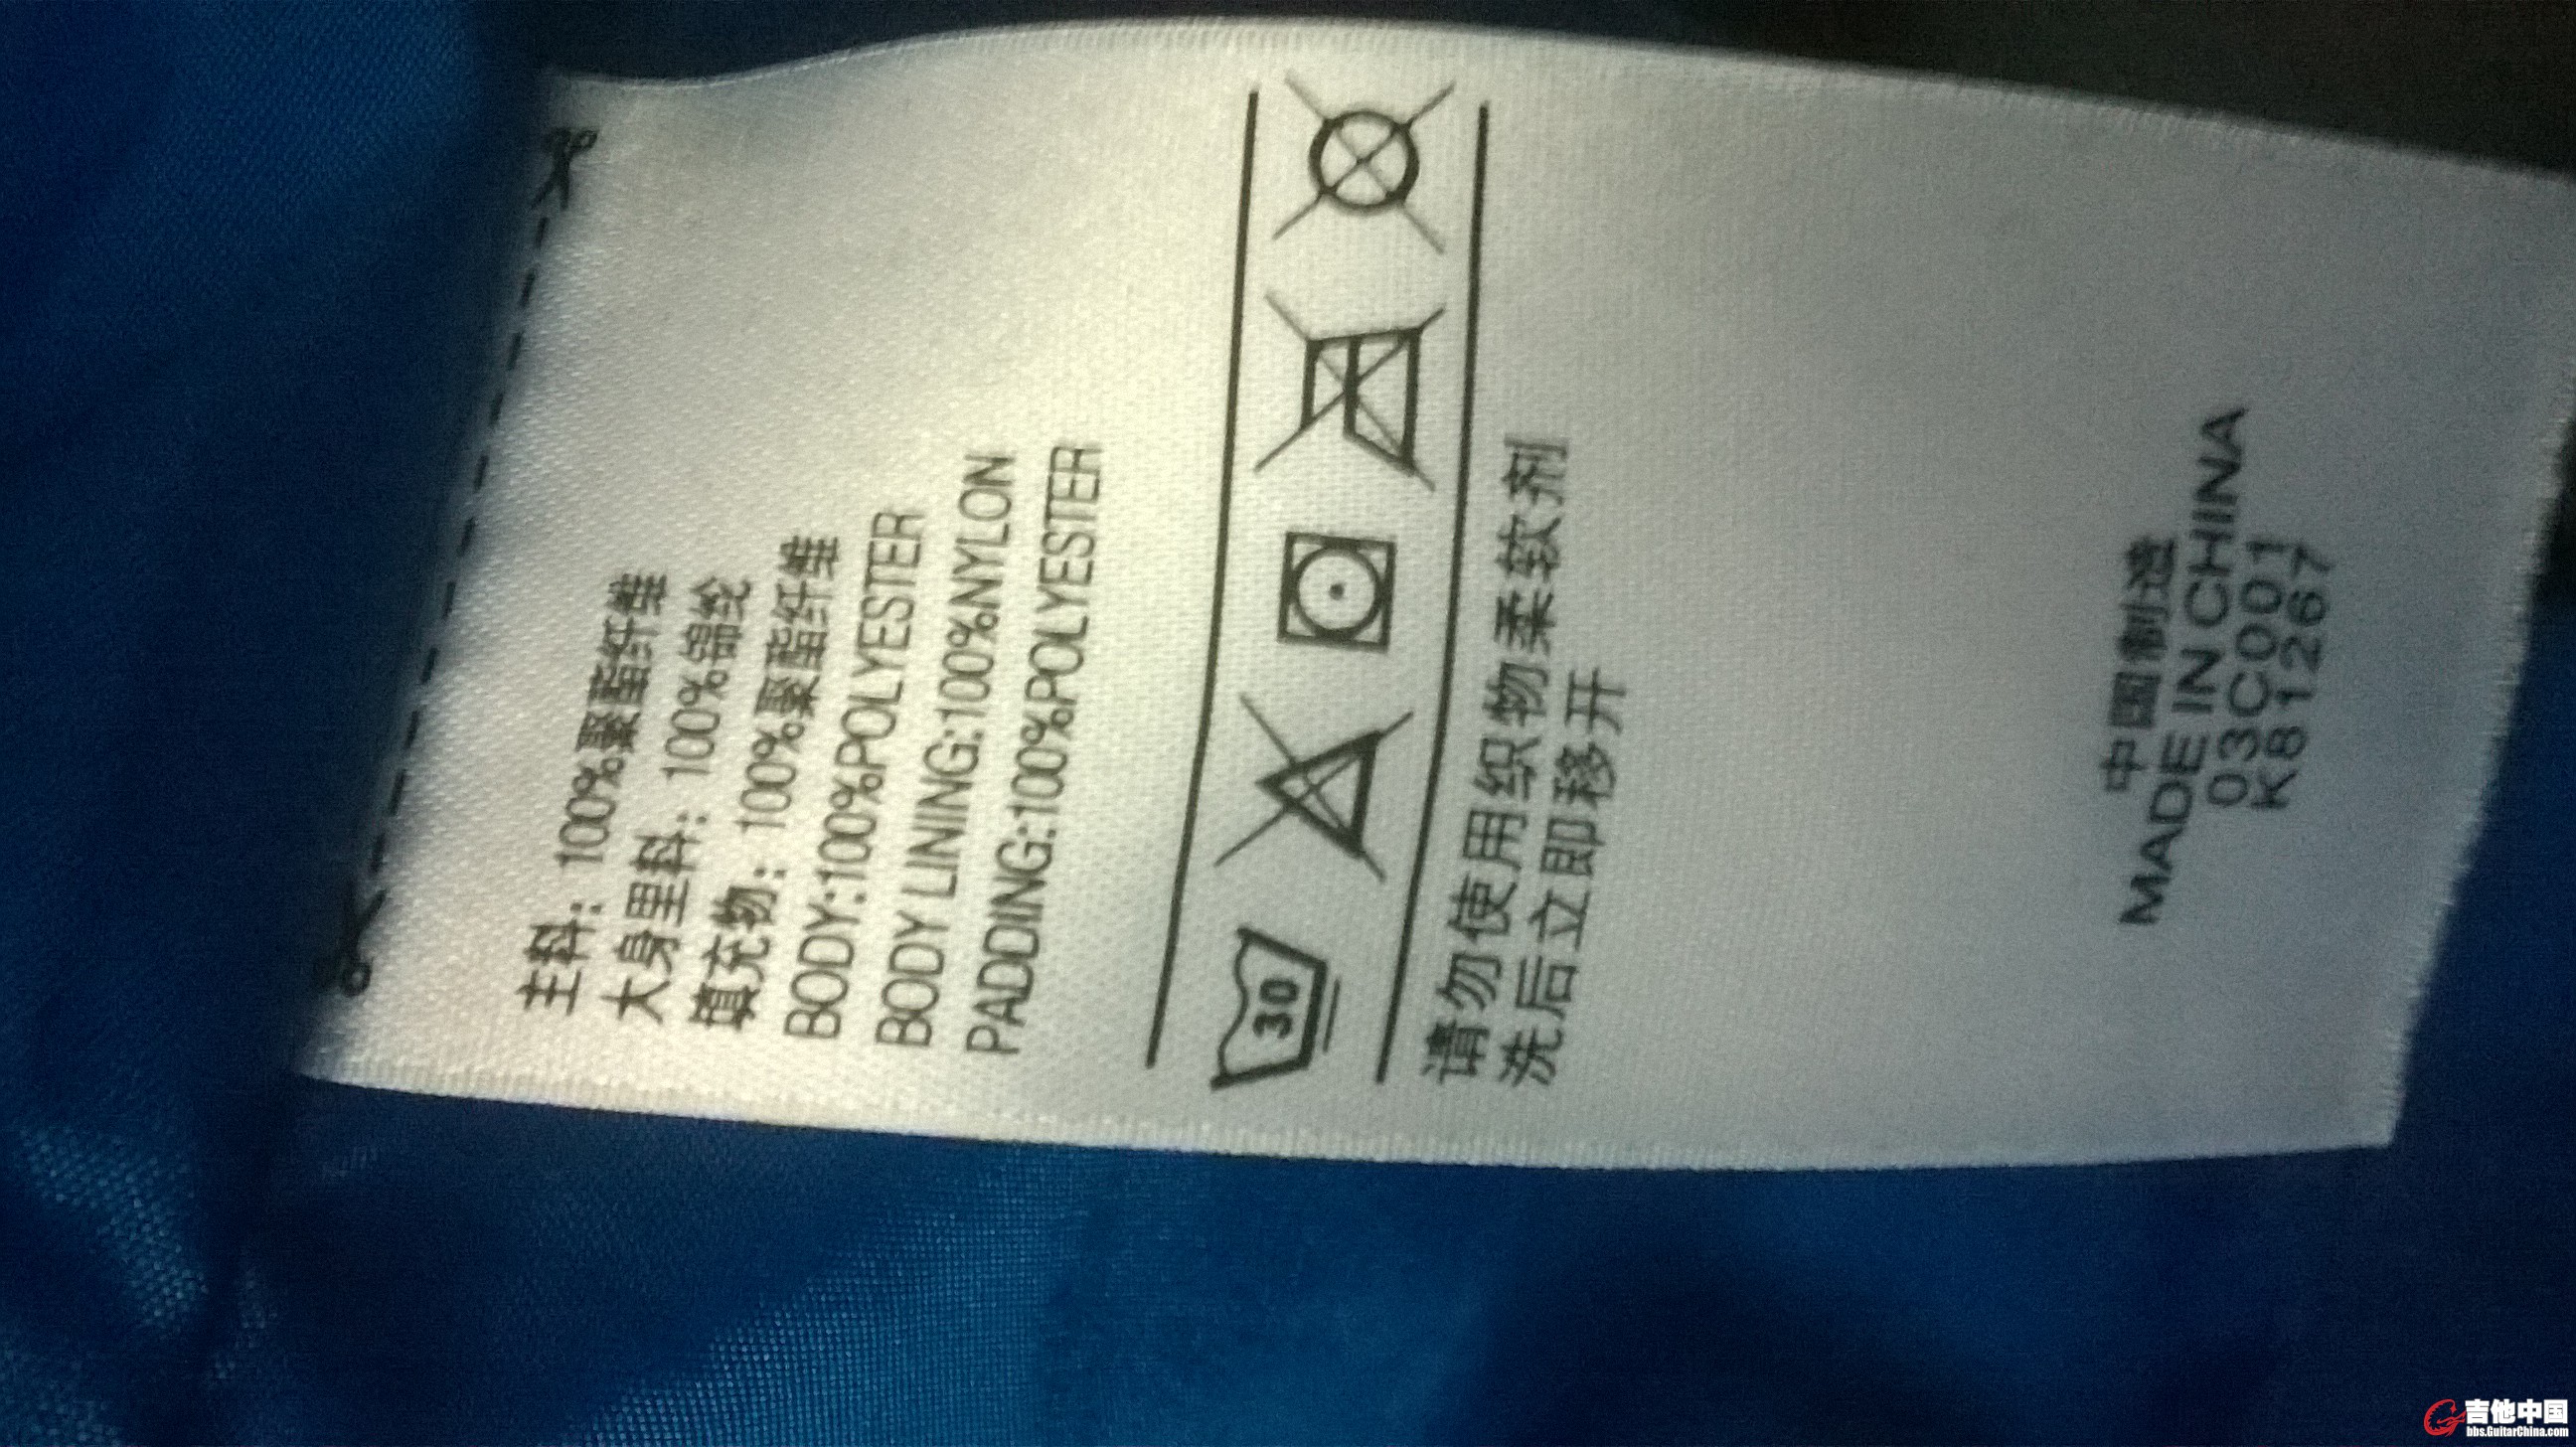 主料：100%聚酯纤维
大身里料：100%锦纶
填充物：100%聚酯纤维
BODY:100%POLYESTER
BODY LINING:100%NYLON
PADDING:100%POLYESTER
30
请勿使用织物柔软剂
洗后立即移开
中国制造
MADE IN CHINA
03C001
K81267
吉他中国
bbs.GuitarChina.com